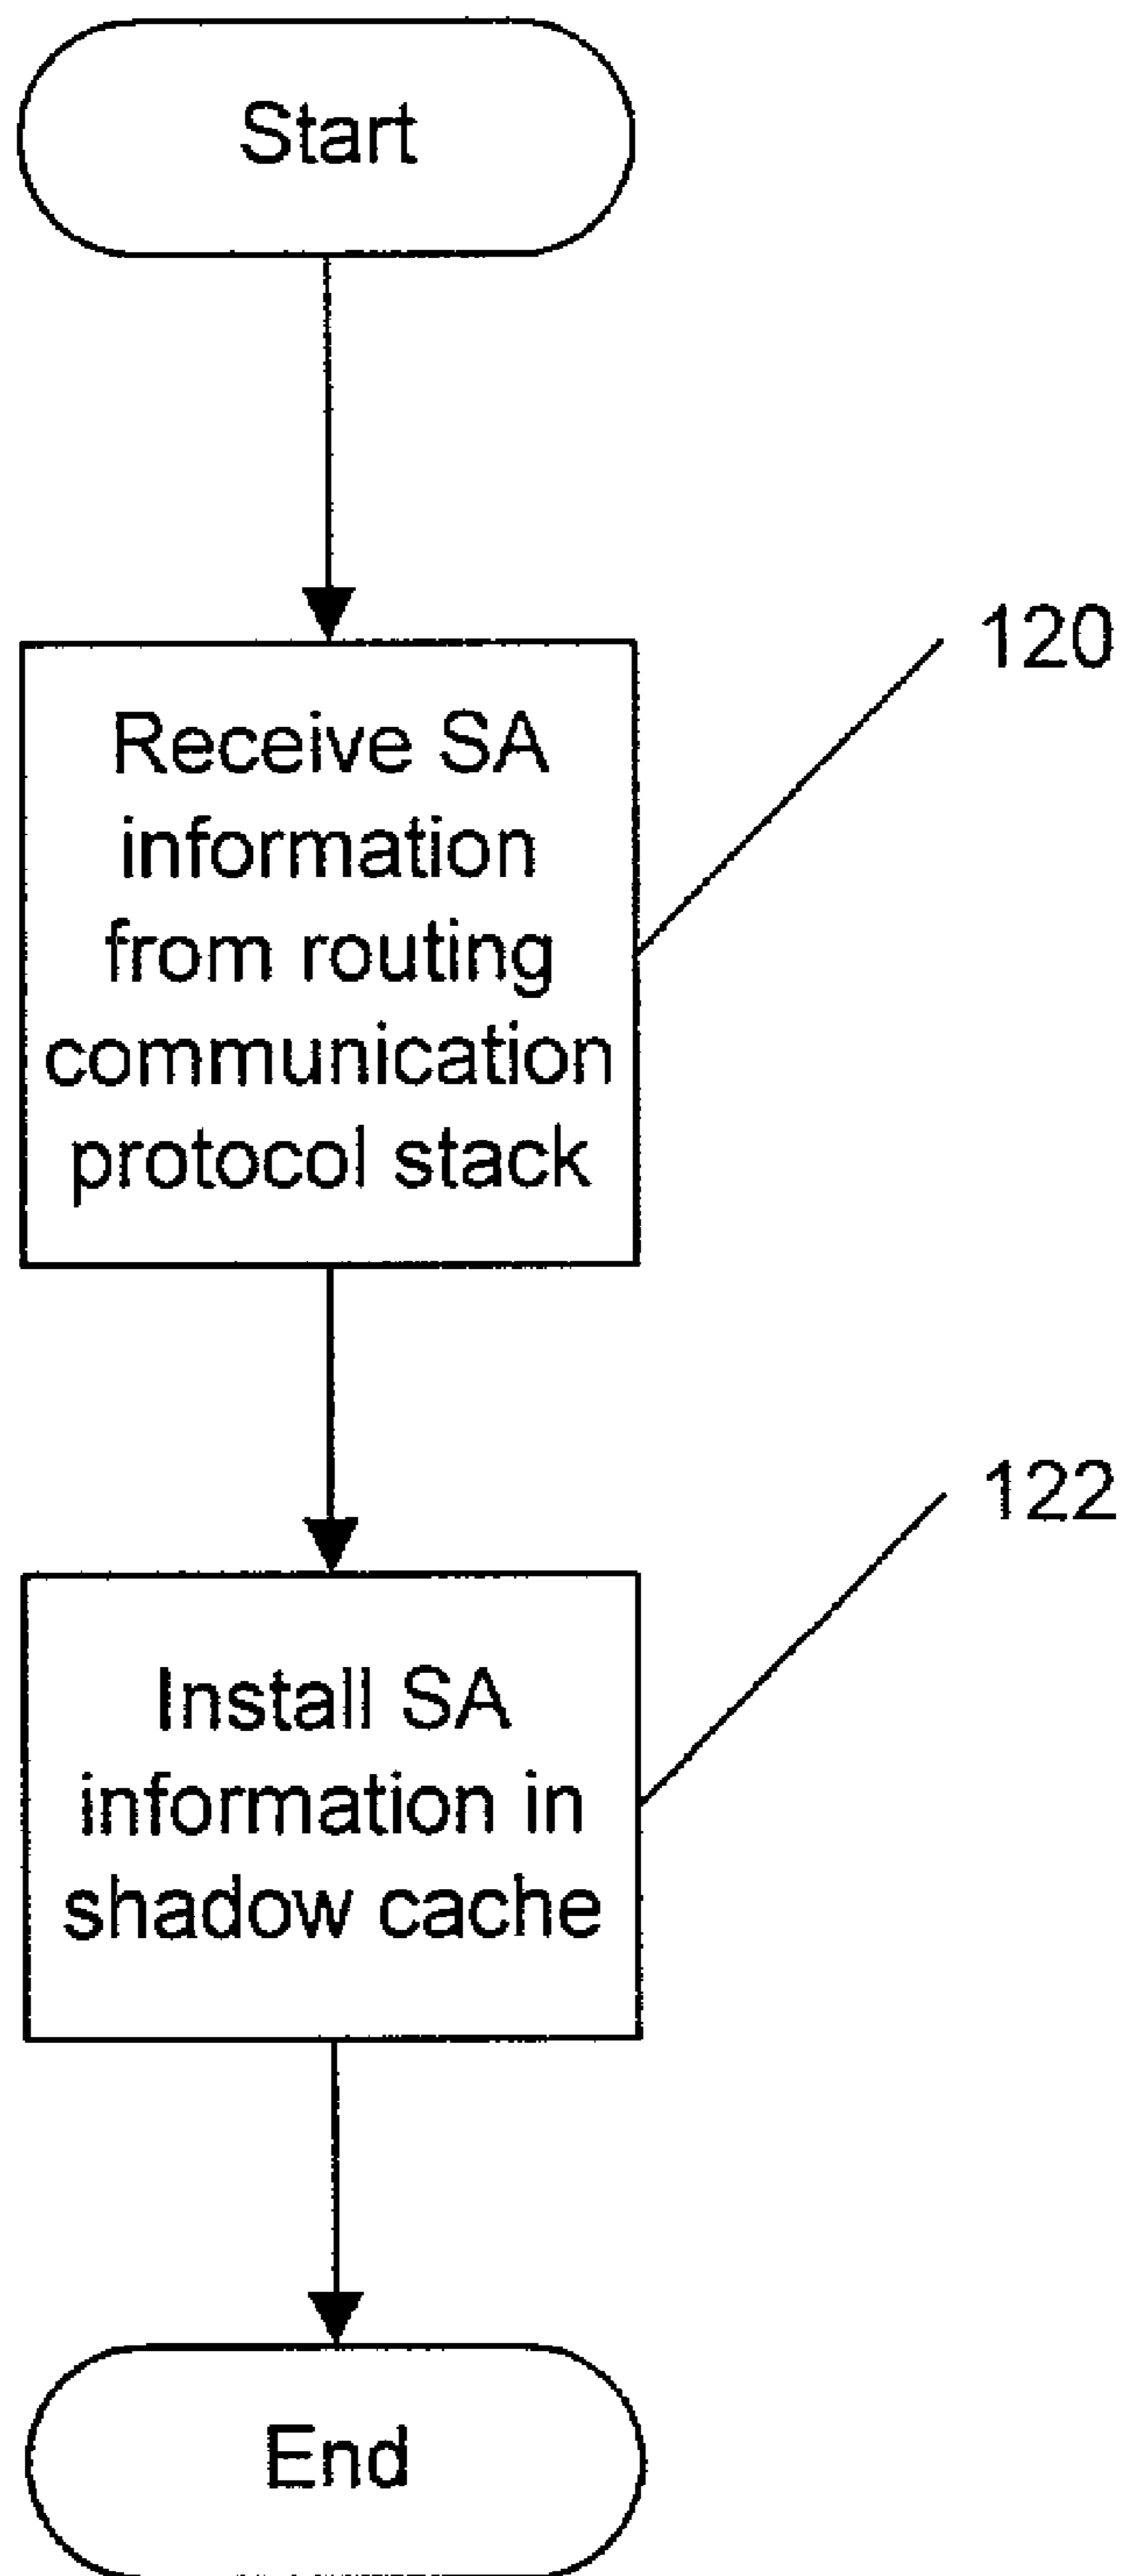 Start
120
Receive SA
information
from routing
communication
protocol stack
122
Install SA
information in
shadow cache
End